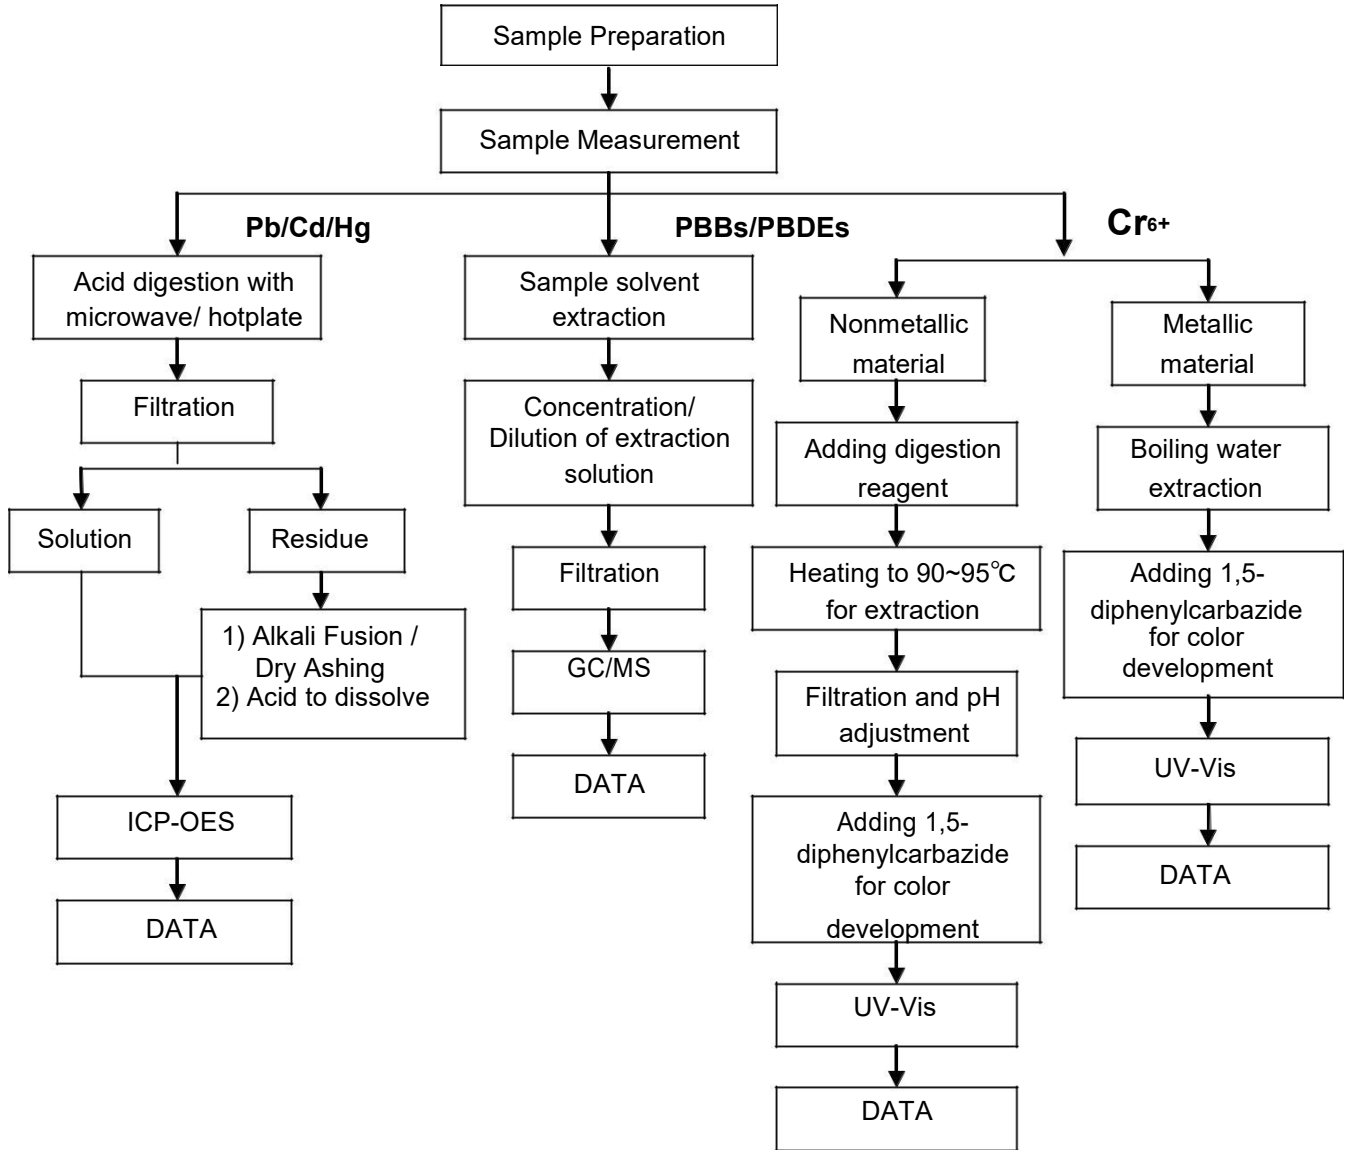 Sample Preparation
Sample Measurement
Pb/Cd/Hg
PBBs/PBDEs
Cr6+
Acid digestion with
microwave/ hotplate
Filtration
Solution
Residue
1) Alkali Fusion /
Dry Ashing
2) Acid to dissolve
ICP-OES
DATA
Sample solvent
extraction
Concentration/
Dilution of extraction
solution
Filtration
GC/MS
DATA
Nonmetallic
material
Adding digestion
reagent
Heating to 90~95℃
for extraction
Filtration and pH
adjustment
Adding 1,5-
diphenylcarbazide
for color
development
UV-Vis
DATA
Metallic
material
Boiling water
extraction
Adding 1,5-
diphenylcarbazide
for color
development
UV-Vis
DATA